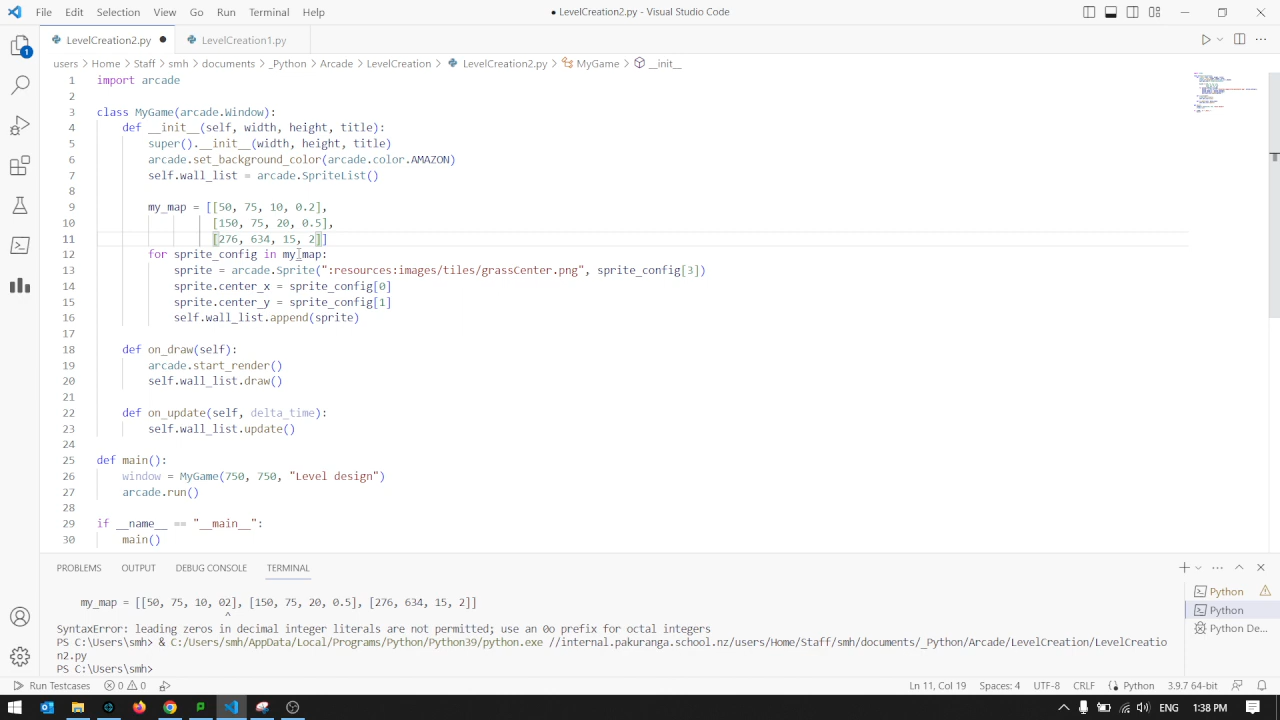 File Edit Selection View Go Run Terminal Help
● LevelCreation2.py - Visual Studio Code
LevelCreation2.py ●
LevelCreation1.py
users > Home > Staff > smh > documents > _Python > Arcade > LevelCreation > LevelCreation2.py > MyGame > __init__
1 import arcade
2
3 class MyGame(arcade.Window):
4 def __init__(self, width, height, title):
5 super().__init__(width, height, title)
6 arcade.set_background_color(arcade.color.AMAZON)
7 self.wall_list = arcade.SpriteList()
8
9 my_map = [[50, 75, 10, 0.2],
10 [150, 75, 20, 0.5],
11 [276, 634, 15, 2]]
12 for sprite_config in my_map:
13 sprite = arcade.Sprite(":resources:images/tiles/grassCenter.png", sprite_config[3])
14 sprite.center_x = sprite_config[0]
15 sprite.center_y = sprite_config[1]
16 self.wall_list.append(sprite)
17
18 def on_draw(self):
19 arcade.start_render()
20 self.wall_list.draw()
21
22 def on_update(self, delta_time):
23 self.wall_list.update()
24
25 def main():
26 window = MyGame(750, 750, "Level design")
27 arcade.run()
28
29 if __name__ == "__main__":
30 main()
1
PROBLEMS OUTPUT DEBUG CONSOLE TERMINAL
my_map = [[50, 75, 10, 02], [150, 75, 20, 0.5], [276, 634, 15, 2]]
^
SyntaxError: leading zeros in decimal integer literals are not permitted; use an 0o prefix for octal integers
PS C:\Users\smh> & C:/Users/smh/AppData/Local/Programs/Python/Python39/python.exe //internal.pakuranga.school.nz/users/Home/Staff/smh/documents/_Python/Arcade/LevelCreation/LevelCreatio
n2.py
PS C:\Users\smh>
Python
Python
Python De...
Run Testcases 0 0
Ln 11, Col 19 Spaces: 4 UTF-8 CRLF Python 3.9.7 64-bit
ENG 1:38 PM